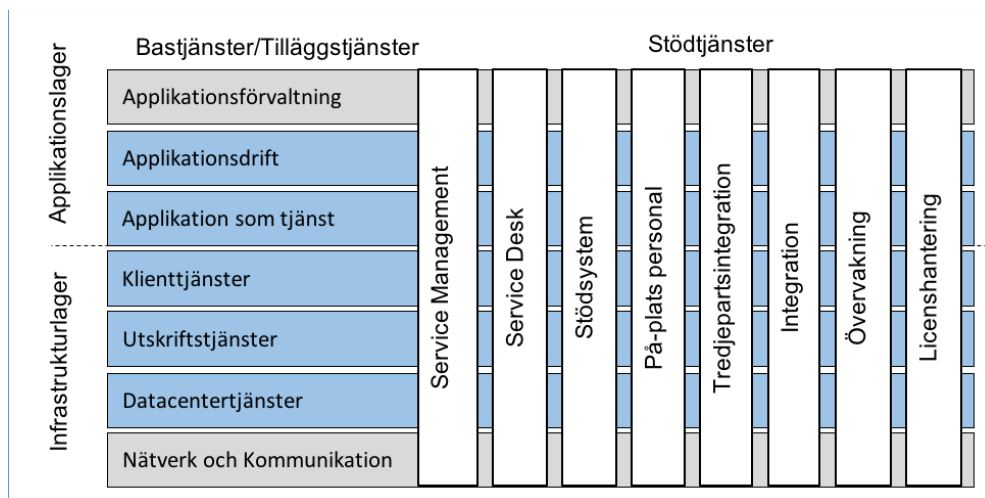 Bastjänster/Tilläggstjänster
Stödtjänster
Applikationslager
Applikationsförvaltning
Applikationsdrift
Applikation som tjänst
Infrastrukturlager
Klienttjänster
Utskriftstjänster
Datacentertjänster
Nätverk och Kommunikation
Service Management
Service Desk
Stödsystem
På-plats personal
Tredjepartsintegration
Integration
Övervakning
Licenshantering